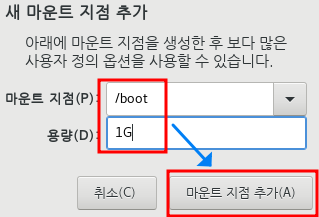 새 마운트 지점 추가
아래에 마운트 지점을 생성한 후 보다 많은
사용자 정의 옵션을 사용할 수 있습니다.
마운트 지점(P): /boot
용량(D): 1G
취소(C) 마운트 지점 추가(A)